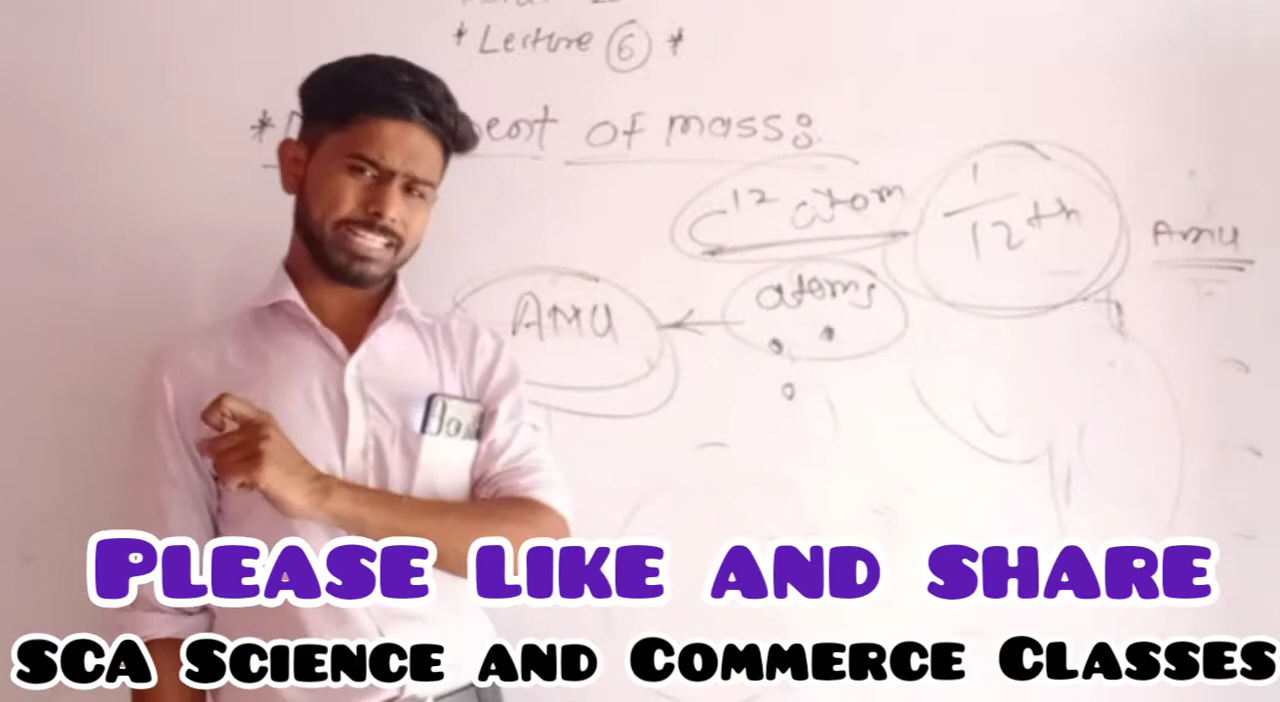 * Lecture 6 *
of mass:
C12 atom 1/12th AMU
AMU ← atoms
PLEASE LIKE AND SHARE
SCA SCIENCE AND COMMERCE CLASSES